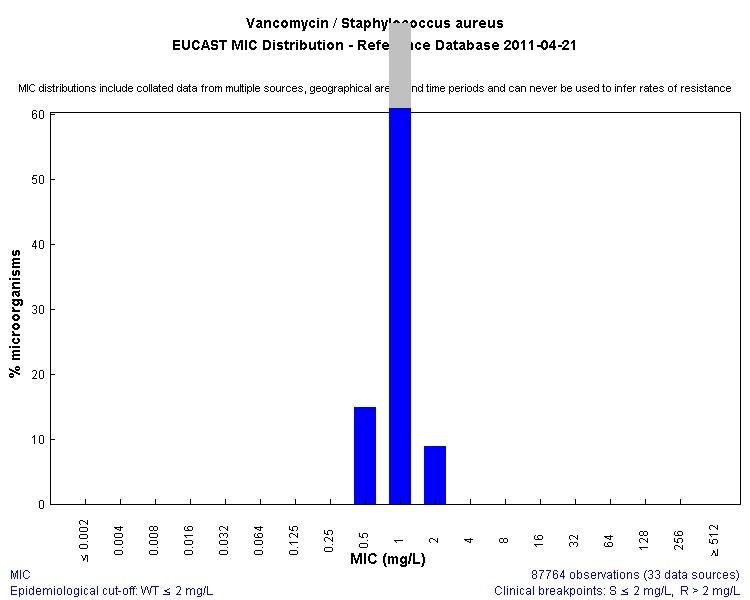 Vancomycin / Staphylococcus aureus
EUCAST MIC Distribution - Reference Database 2011-04-21
MIC distributions include collated data from multiple sources, geographical areas and time periods and can never be used to infer rates of resistance
60
50
40
30
20
10
0
% microorganisms
≤ 0.002
0.004
0.008
0.016
0.032
0.064
0.125
0.25
0.5
1
2
4
8
16
32
64
128
256
≥ 512
MIC (mg/L)
MIC
87764 observations (33 data sources)
Epidemiological cut-off: WT ≤ 2 mg/L
Clinical breakpoints: S ≤ 2 mg/L, R > 2 mg/L